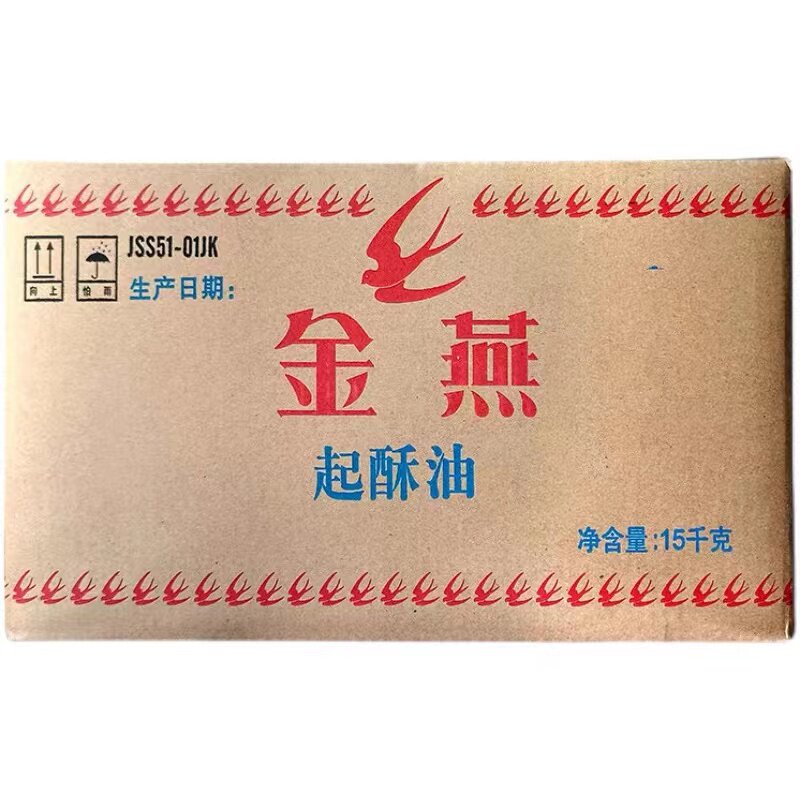 JSS51-01JK
向上
怕雨
生产日期:
金燕
起酥油
净含量:15千克